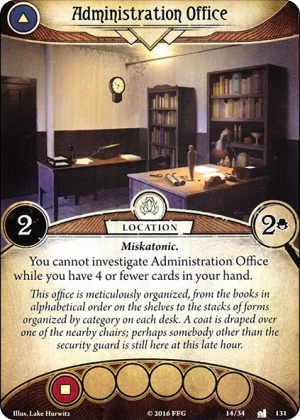 Administration Office
LOCATION
2
2
Miskatonic.
You cannot investigate Administration Office
while you have 4 or fewer cards in your hand.
This office is meticulously organized, from the books in
alphabetical order on the shelves to the stacks of forms
organized by category on each desk. A coat is draped over
one of the nearby chairs; perhaps somebody other than the
security guard is still here at this late hour.
Illus. Lake Hurwitz © 2016 FFG 14/34 131